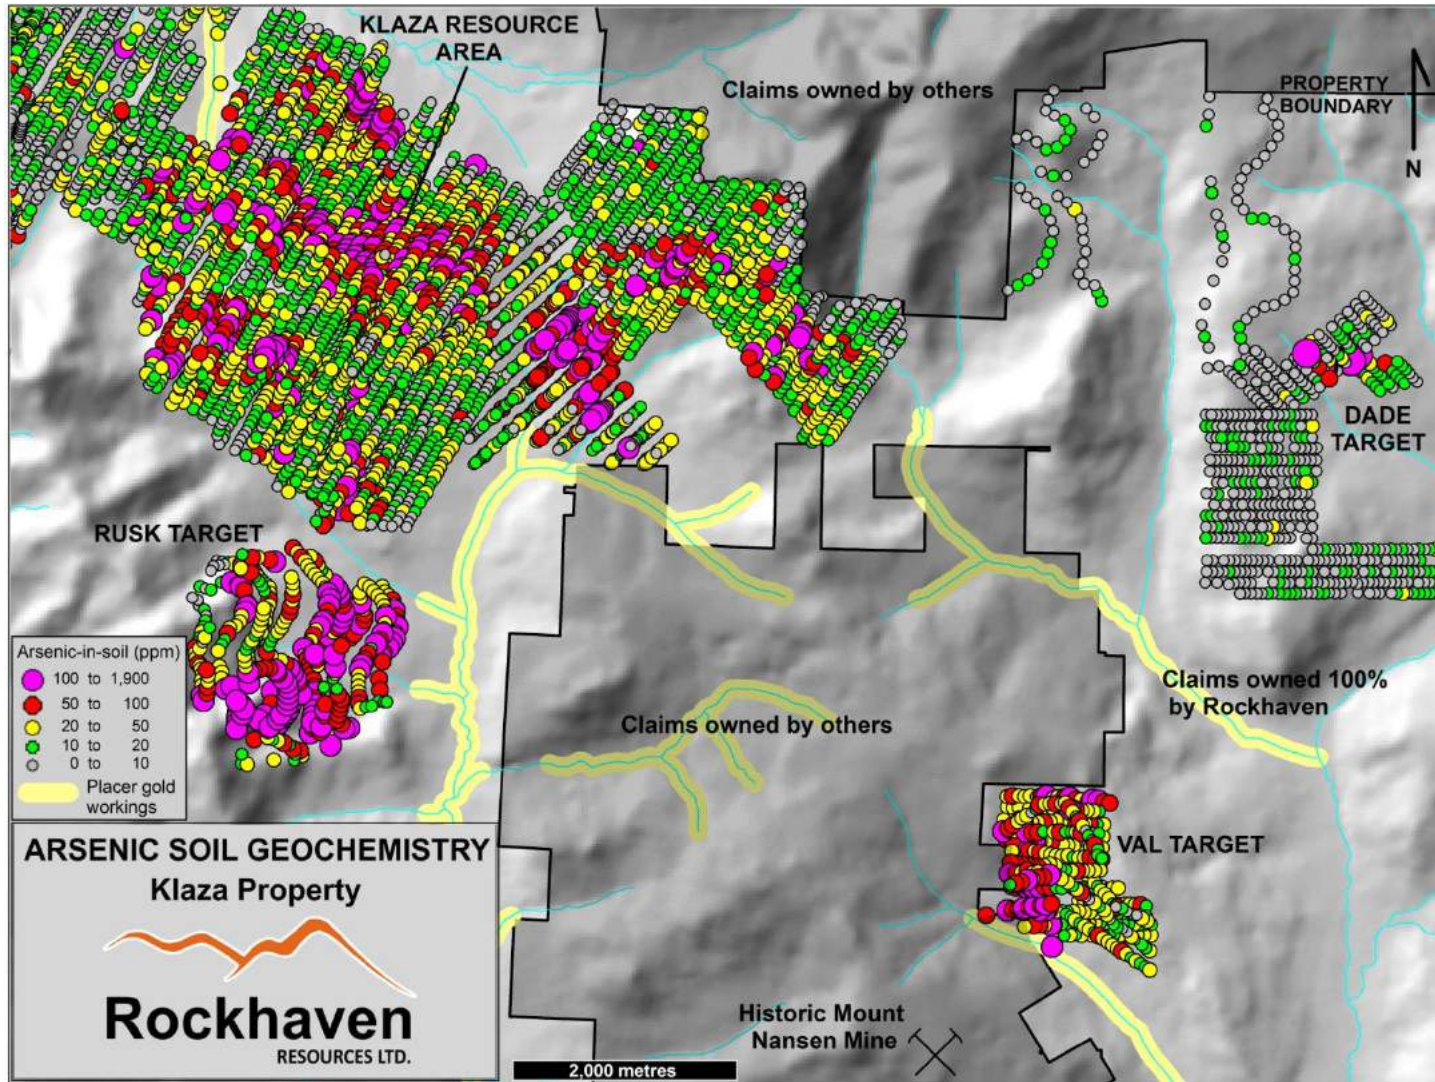 KLAZA RESOURCE
AREA
Claims owned by others
PROPERTY
BOUNDARY
N
DADE
TARGET
RUSK TARGET
Arsenic-in-soil (ppm)
100 to 1,900
50 to 100
20 to 50
10 to 20
0 to 10
Placer gold
workings
Claims owned by others
Claims owned 100%
by Rockhaven
VAL TARGET
ARSENIC SOIL GEOCHEMISTRY
Klaza Property
Rockhaven
RESOURCES LTD.
Historic Mount
Nansen Mine
2,000 metres